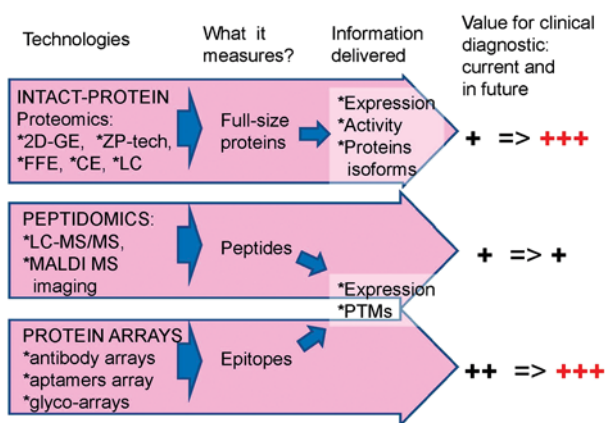 Technologies
What it
measures?
Information
delivered
Value for clinical
diagnostic:
current and
in future
INTACT-PROTEIN
Proteomics:
*2D-GE, *ZP-tech,
*FFE, *CE, *LC
Full-size
proteins
*Expression
*Activity
*Proteins
isoforms
+ => +++
PEPTIDOMICS:
*LC-MS/MS,
*MALDI MS
imaging
Peptides
+ => +
*Expression
*PTMs
PROTEIN ARRAYS
*antibody arrays
*aptamers array
*glyco-arrays
Epitopes
++ => +++